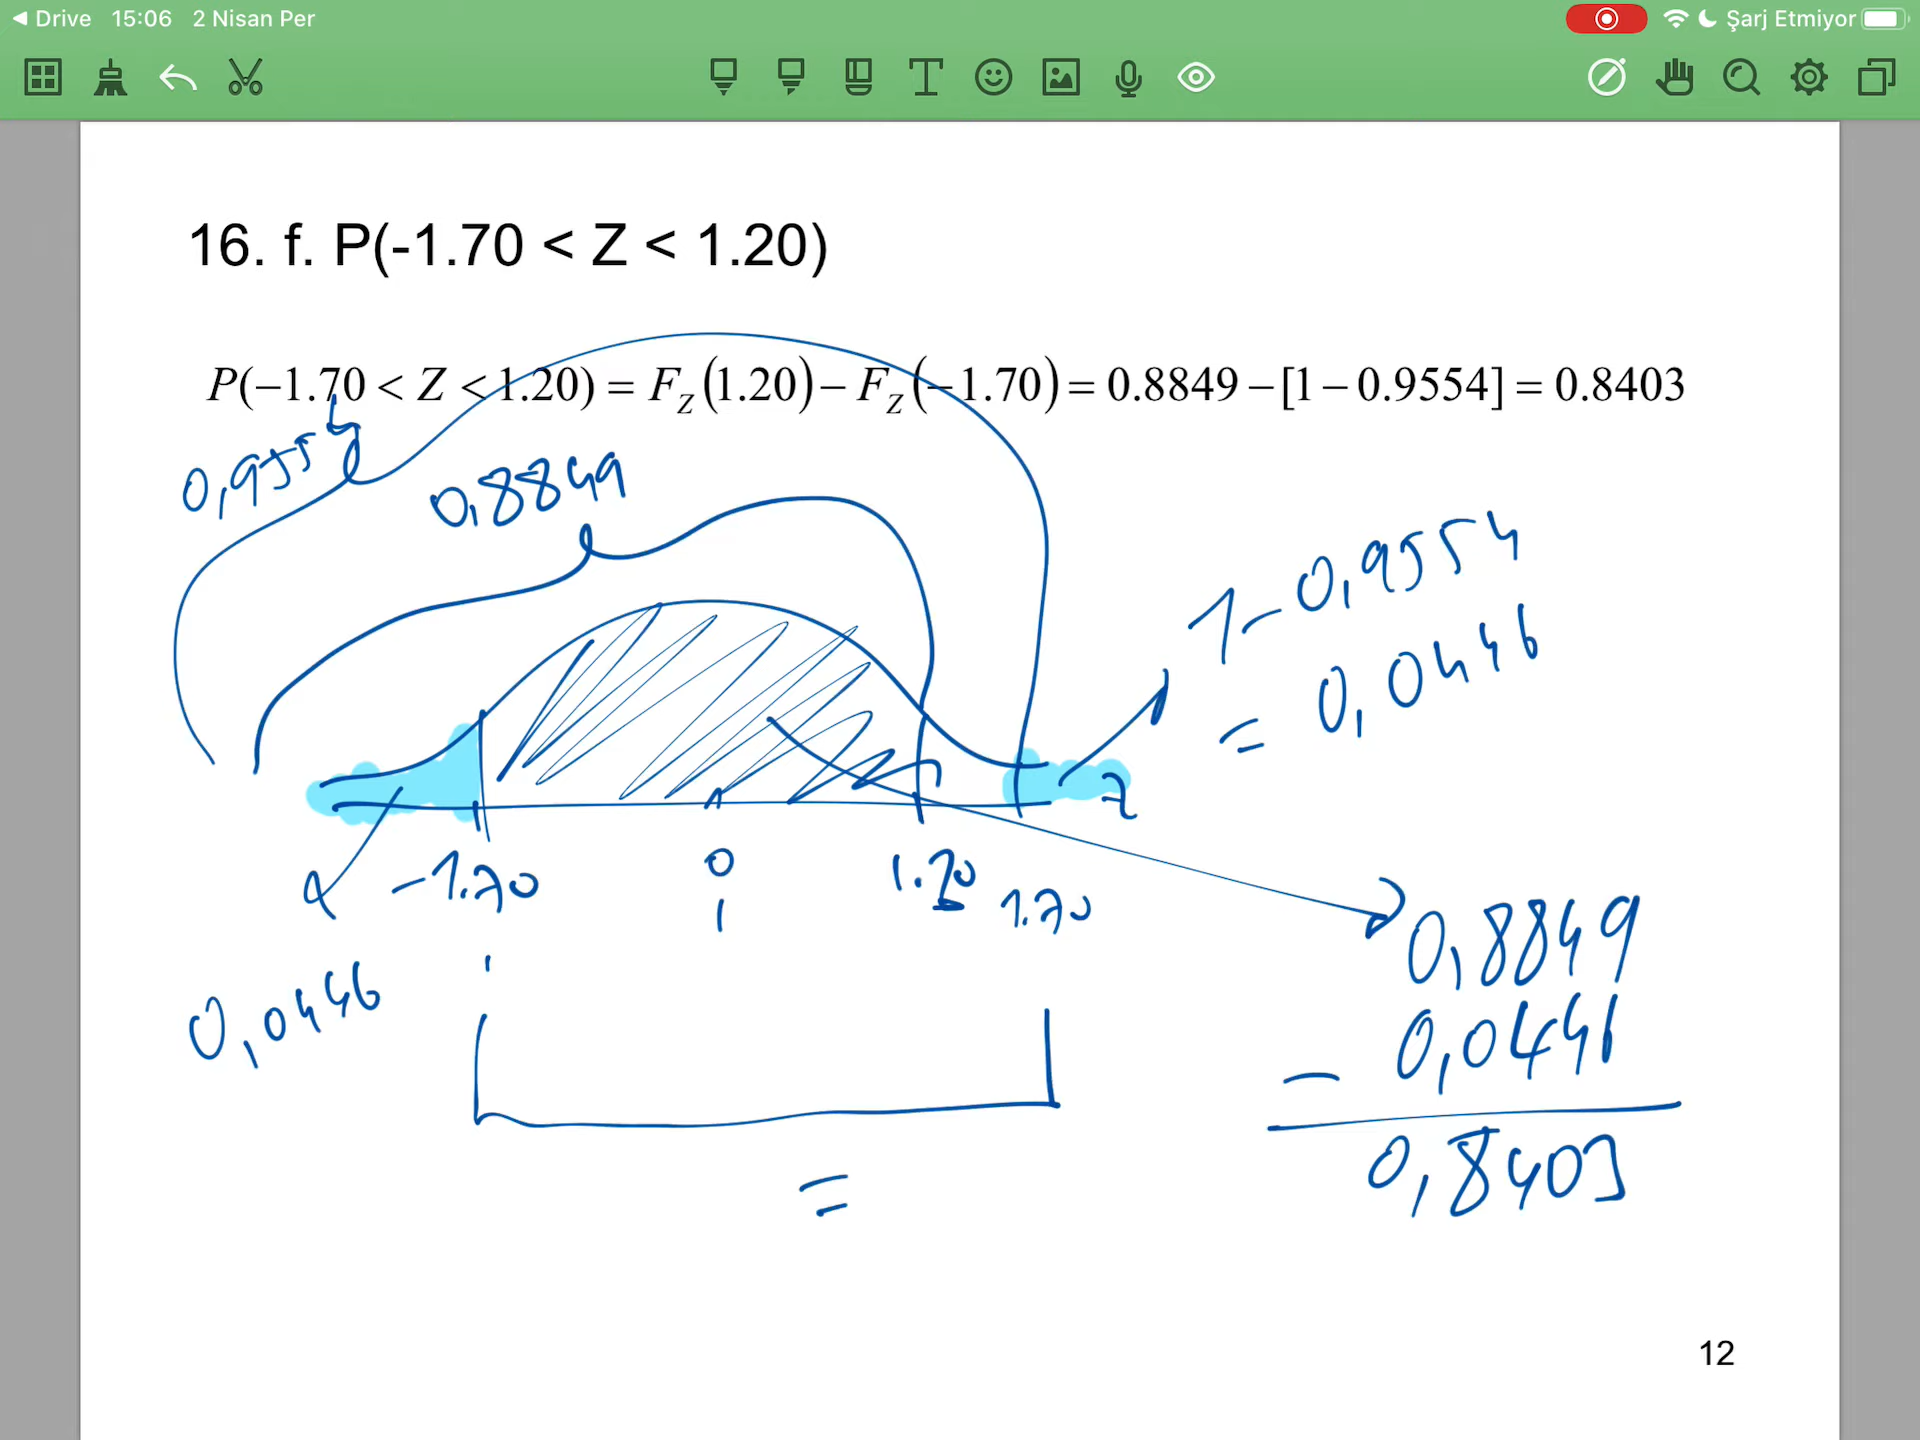 Drive 15:06 2 Nisan Per Şarj Etmiyor
16. f. P(-1.70 < Z < 1.20)
P(−1.70 < Z < 1.20) = F_Z(1.20) − F_Z(−1.70) = 0.8849 − [1 − 0.9554] = 0.8403
0,9554
0,8849
1-0,9554
= 0,0446
z
-1.70 0 1.20 1.70
0,0446
0,8849
- 0,0446
0,8403
=
12